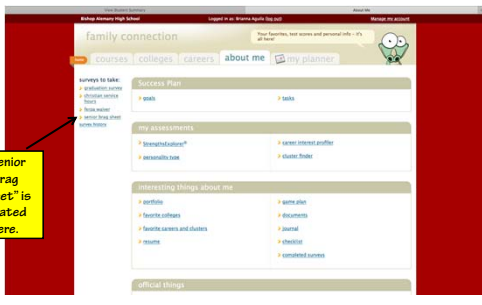 View Student Summary
About Me
Bishop Alemany High School
Logged in as: Brianna Aguilo (log out)
Manage my account
family connection
Your favorites, test scores and personal info – it's all here!
home
courses
colleges
careers
about me
my planner
surveys to take:
graduation survey
christian service hours
senior brag sheet
survey history
enior
rag
et" is
ated
ere.
Success Plan
goals
tasks
my assessments
StrengthsExplorer®
career interest profiler
personality type
cluster finder
interesting things about me
portfolio
game plan
favorite colleges
documents
favorite careers and clusters
journal
resume
checklist
completed surveys
official things